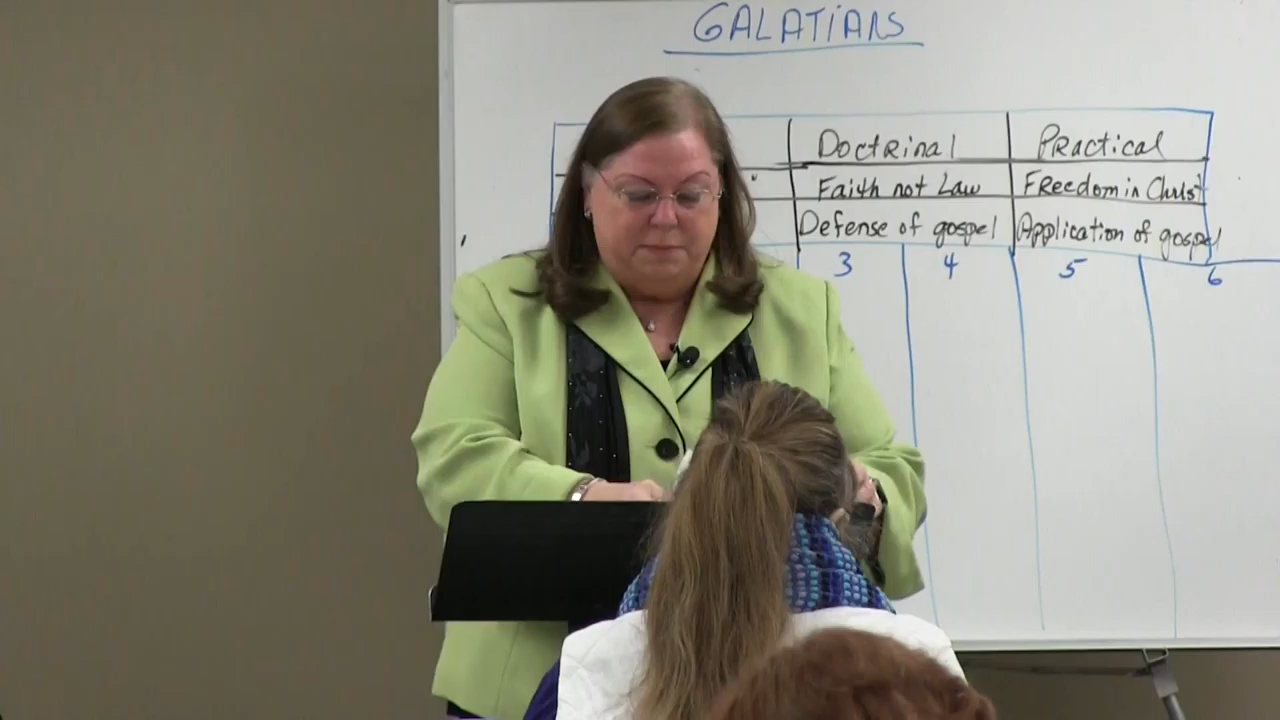 GALATIANS
Doctrinal Practical
Faith not Law Freedom in Christ
Defense of gospel Application of gospel
3 4 5 6